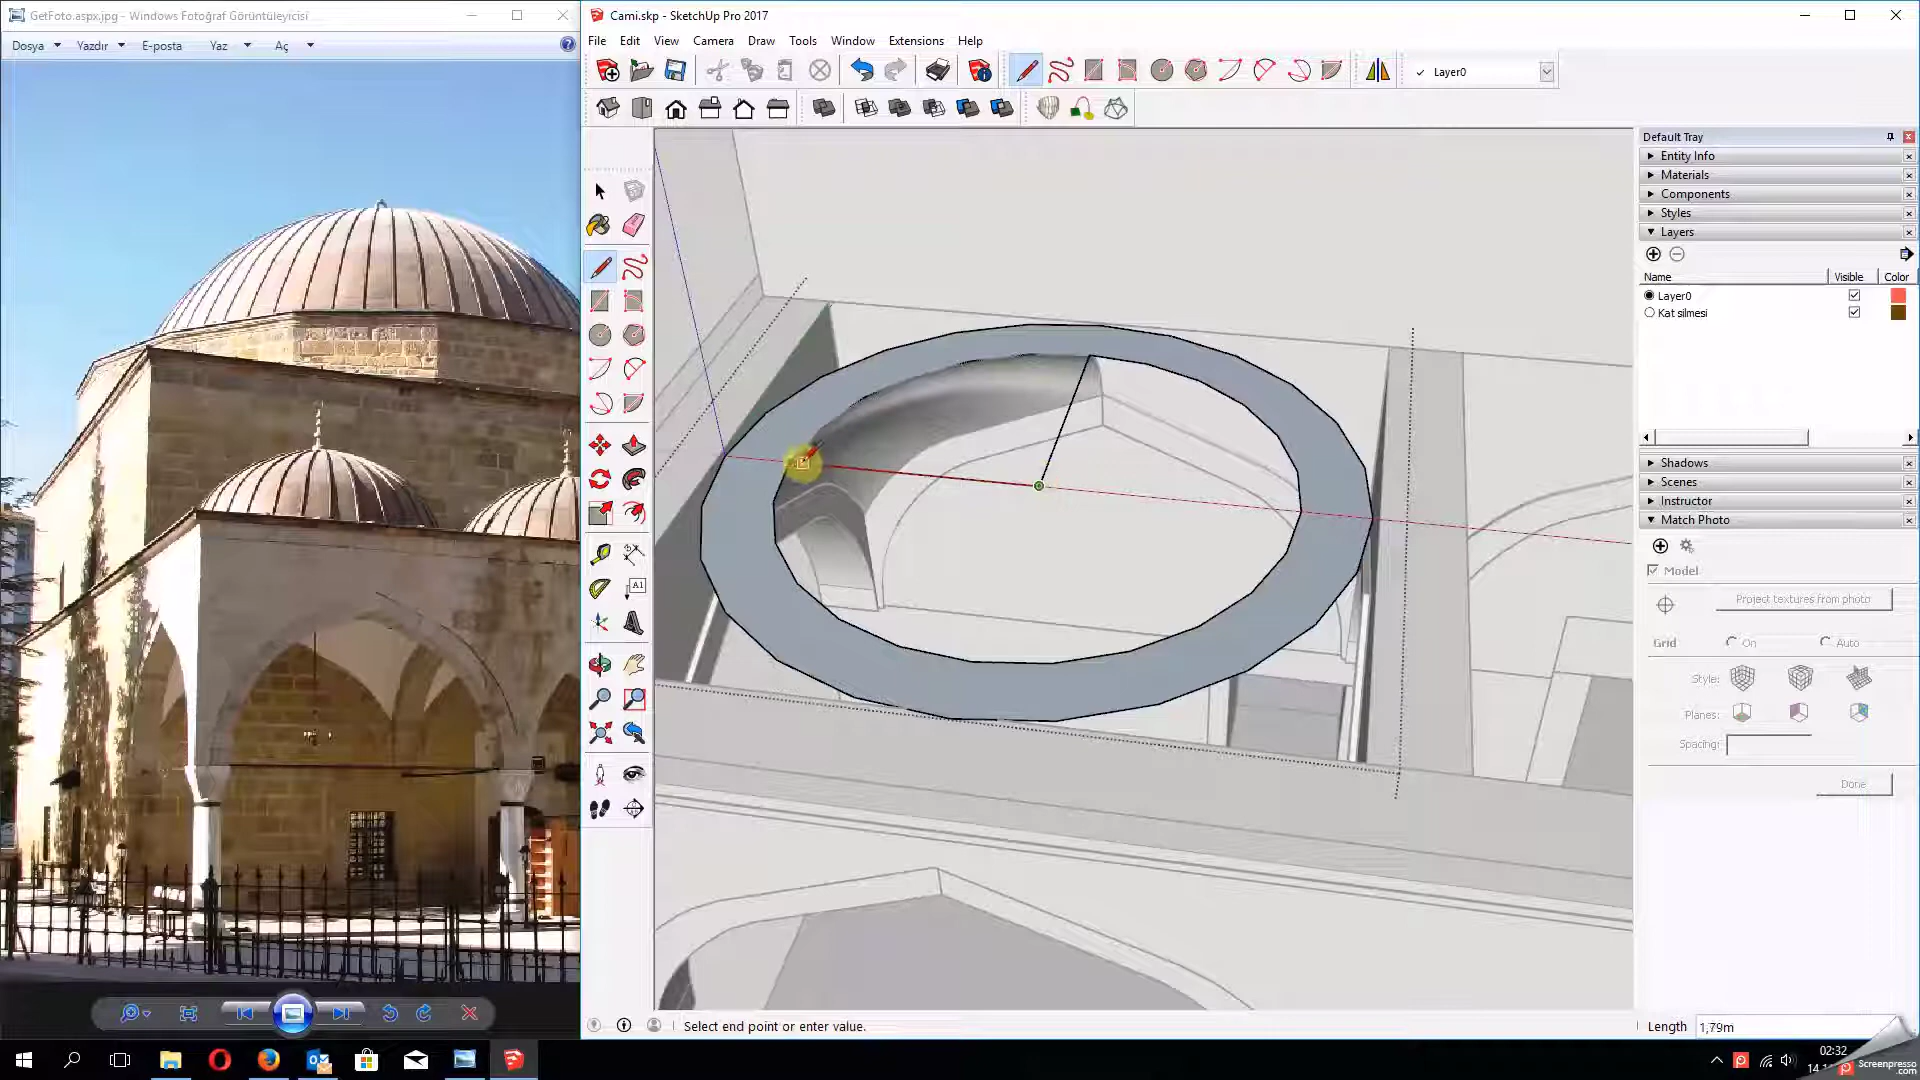 GetFoto.aspx.jpg - Windows Fotoğraf Görüntüleyicisi
Dosya Yazdır E-posta Yaz Aç
Cami.skp - SketchUp Pro 2017
File Edit View Camera Draw Tools Window Extensions Help
Layer0
Default Tray
Entity Info
Materials
Components
Styles
Layers
Name Visible Color
Layer0
Kat silmesi
Shadows
Scenes
Instructor
Match Photo
Model
Project textures from photo
Grid On Auto
Style:
Planes:
Spacing:
Done
A1
Select end point or enter value.
Length 1,79m
02:32
Screenpresso
.com